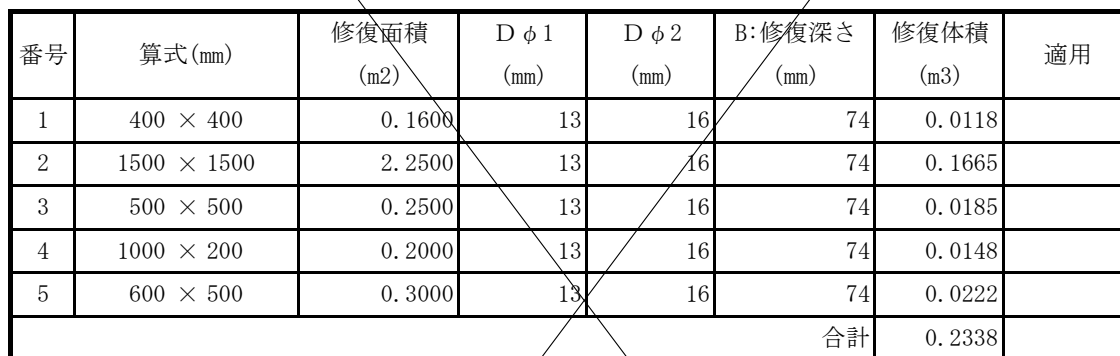 番号 算式(mm) 修復面積 (m2) Dφ1 (mm) Dφ2 (mm) B:修復深さ (mm) 修復体積 (m3) 適用
1 400 × 400 0.1600 13 16 74 0.0118
2 1500 × 1500 2.2500 13 16 74 0.1665
3 500 × 500 0.2500 13 16 74 0.0185
4 1000 × 200 0.2000 13 16 74 0.0148
5 600 × 500 0.3000 13 16 74 0.0222
合計 0.2338